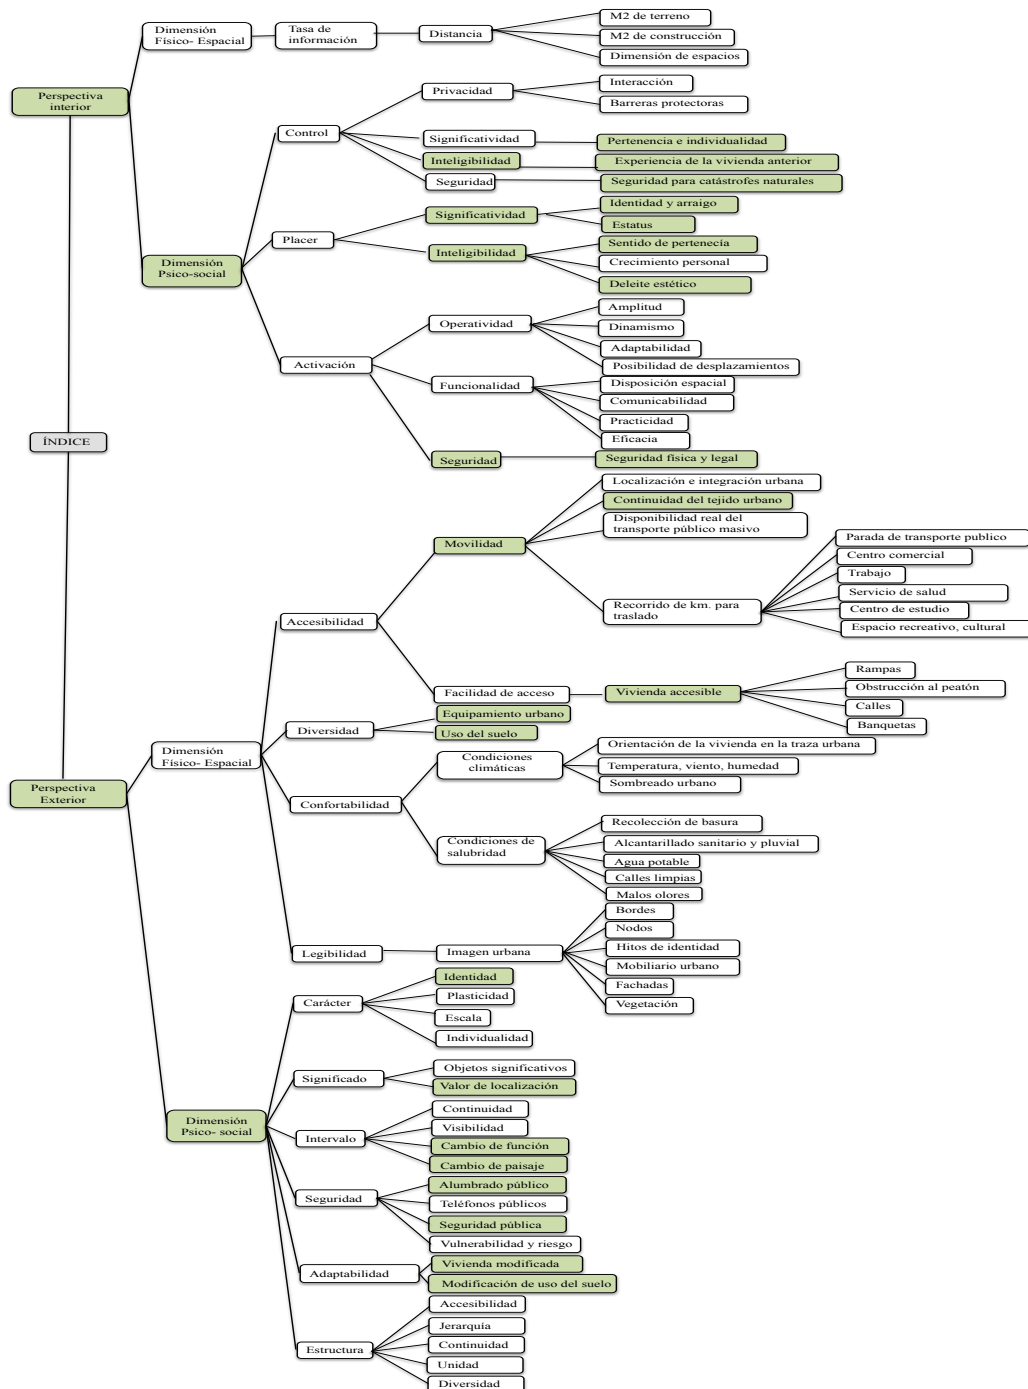 Perspectiva
interior
ÍNDICE
Perspectiva
Exterior
Dimensión
Físico- Espacial
Tasa de
información
Distancia
M2 de terreno
M2 de construcción
Dimensión de espacios
Dimensión
Psico-social
Control
Privacidad
Interacción
Barreras protectoras
Significatividad
Pertenencia e individualidad
Inteligibilidad
Experiencia de la vivienda anterior
Seguridad
Seguridad para catástrofes naturales
Placer
Significatividad
Identidad y arraigo
Estatus
Inteligibilidad
Sentido de pertenecía
Crecimiento personal
Deleite estético
Activación
Operatividad
Amplitud
Dinamismo
Adaptabilidad
Posibilidad de desplazamientos
Funcionalidad
Disposición espacial
Comunicabilidad
Practicidad
Eficacia
Seguridad
Seguridad física y legal
Dimensión
Físico- Espacial
Accesibilidad
Movilidad
Localización e integración urbana
Continuidad del tejido urbano
Disponibilidad real del
transporte público masivo
Recorrido de km. para
traslado
Parada de transporte publico
Centro comercial
Trabajo
Servicio de salud
Centro de estudio
Espacio recreativo, cultural
Facilidad de acceso
Vivienda accesible
Rampas
Obstrucción al peatón
Calles
Banquetas
Diversidad
Equipamiento urbano
Uso del suelo
Confortabilidad
Condiciones
climáticas
Orientación de la vivienda en la traza urbana
Temperatura, viento, humedad
Sombreado urbano
Condiciones de
salubridad
Recolección de basura
Alcantarillado sanitario y pluvial
Agua potable
Calles limpias
Malos olores
Legibilidad
Imagen urbana
Bordes
Nodos
Hitos de identidad
Mobiliario urbano
Fachadas
Vegetación
Dimensión
Psico- social
Carácter
Identidad
Plasticidad
Escala
Individualidad
Significado
Objetos significativos
Valor de localización
Intervalo
Continuidad
Visibilidad
Cambio de función
Cambio de paisaje
Seguridad
Alumbrado público
Teléfonos públicos
Seguridad pública
Vulnerabilidad y riesgo
Adaptabilidad
Vivienda modificada
Modificación de uso del suelo
Estructura
Accesibilidad
Jerarquía
Continuidad
Unidad
Diversidad